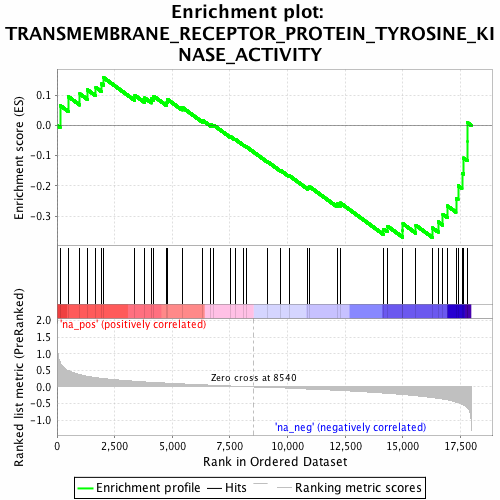 Enrichment plot:
TRANSMEMBRANE_RECEPTOR_PROTEIN_TYROSINE_KI
NASE_ACTIVITY
Enrichment score (ES)
0.1
0.0
-0.1
-0.2
-0.3
'na_pos' (positively correlated)
Ranked list metric (PreRanked)
2.0
1.5
1.0
0.5
0.0
-0.5
-1.0
Zero cross at 8540
'na_neg' (negatively correlated)
0 2,500 5,000 7,500 10,000 12,500 15,000 17,500
Rank in Ordered Dataset
Enrichment profile Hits Ranking metric scores